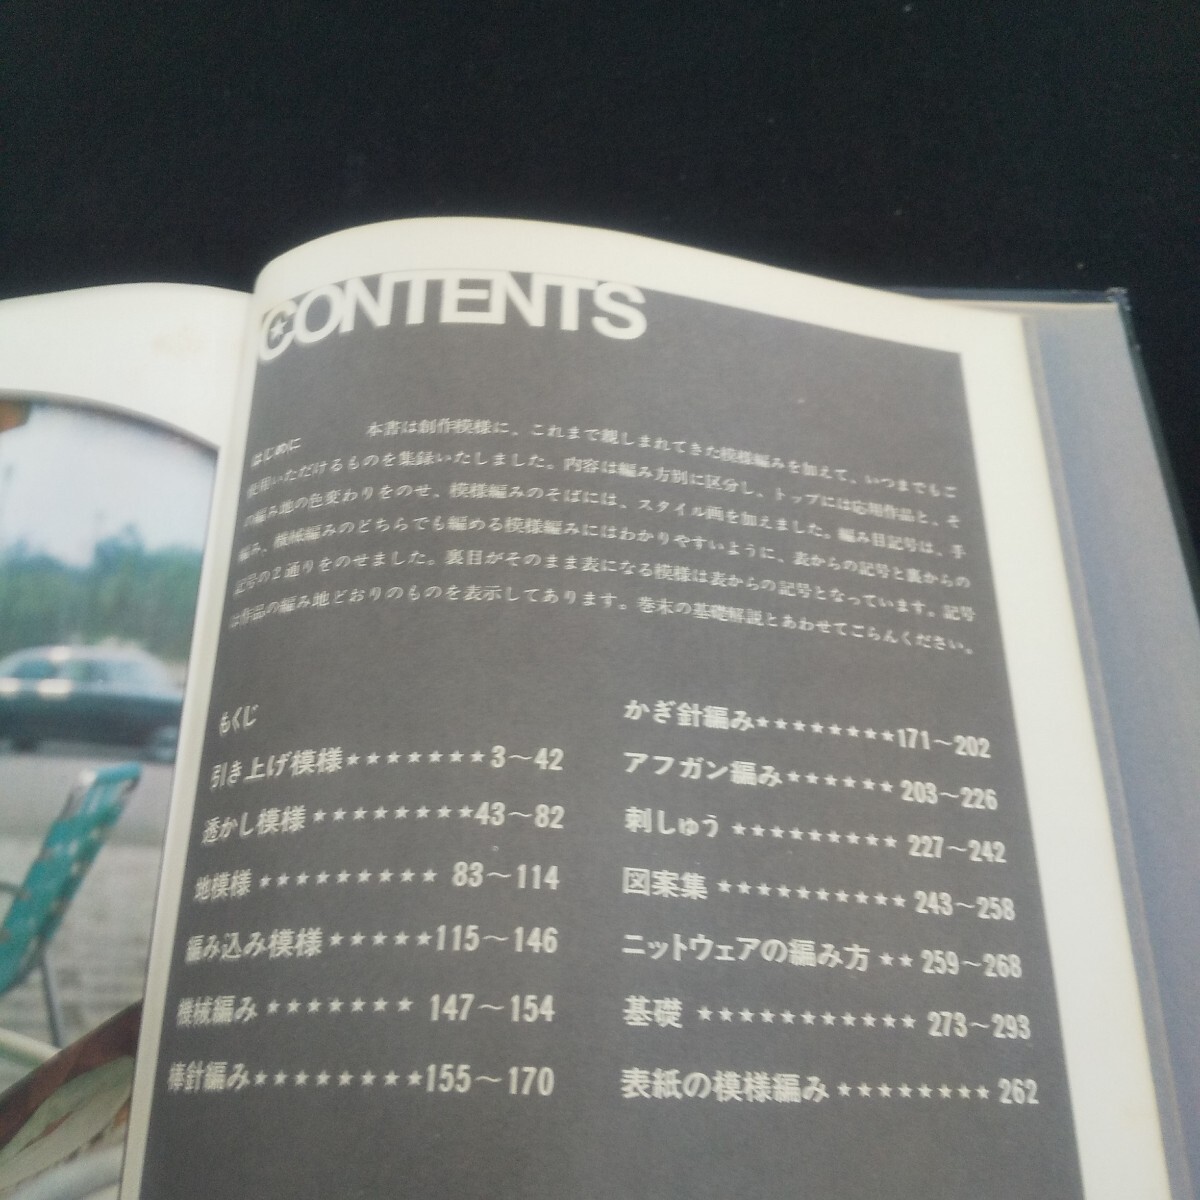 CONTENTS
はじめに　本書は創作模様に、これまで親しまれてきた模様編みを加えて、いつまでもご
使用いただけるものを集録いたしました。内容は編み方別に区分し、トップには応用作品と、そ
の編み地の色変わりをのせ、模様編みのそばには、スタイル画を加えました。編み目記号は、手
編み、機械編みのどちらでも編める模様編みにはわかりやすいように、表からの記号と裏からの
記号の2通りをのせました。裏目がそのまま表になる模様は表からの記号となっています。記号
は作品の編み地どおりのものを表示してあります。巻末の基礎解説とあわせてごらんください。
もくじ
引き上げ模様★★★★★★★3〜42
透かし模様★★★★★★★★43〜82
地模様★★★★★★★★★83〜114
編み込み模様★★★★★115〜146
機械編み★★★★★★★147〜154
棒針編み★★★★★★★★155〜170
かぎ針編み★★★★★★★★171〜202
アフガン編み★★★★★★203〜226
刺しゅう★★★★★★★★227〜242
図案集★★★★★★★★★243〜258
ニットウェアの編み方★★259〜268
基礎★★★★★★★★★★★273〜293
表紙の模様編み★★★★★★★★262